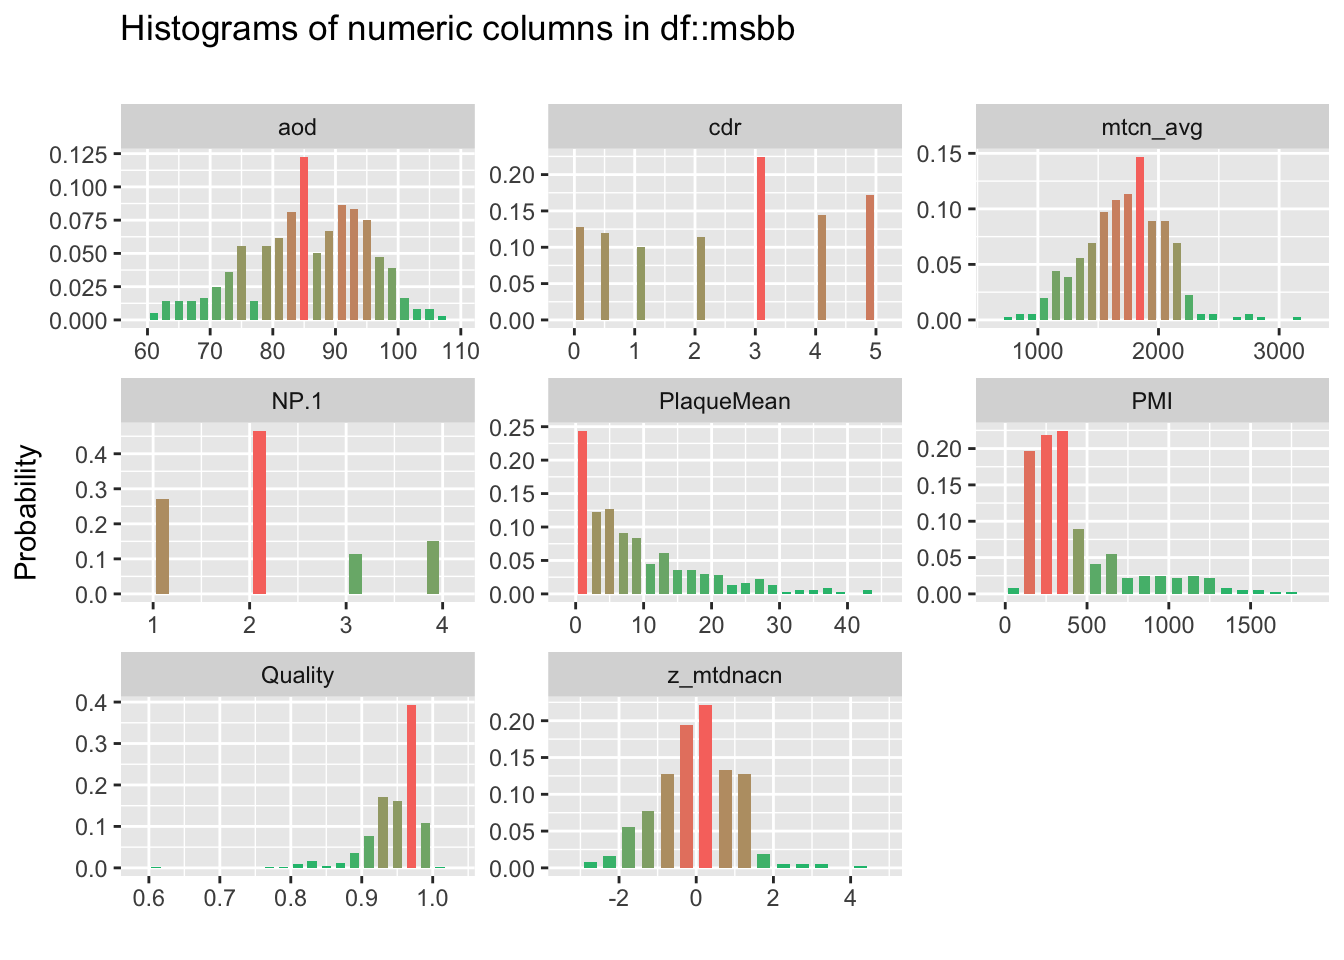 Histograms of numeric columns in df::msbb
aod
cdr
mtcn_avg
0.125
0.100
0.075
0.050
0.025
0.000
0.20
0.15
0.10
0.05
0.00
0.15
0.10
0.05
0.00
60 70 80 90 100 110
0 1 2 3 4 5
1000 2000 3000
NP.1
PlaqueMean
PMI
Probability
0.4
0.3
0.2
0.1
0.0
0.25
0.20
0.15
0.10
0.05
0.00
0.20
0.15
0.10
0.05
0.00
1 2 3 4
0 10 20 30 40
0 500 1000 1500
Quality
z_mtdnacn
0.4
0.3
0.2
0.1
0.0
0.20
0.15
0.10
0.05
0.00
0.6 0.7 0.8 0.9 1.0
-2 0 2 4